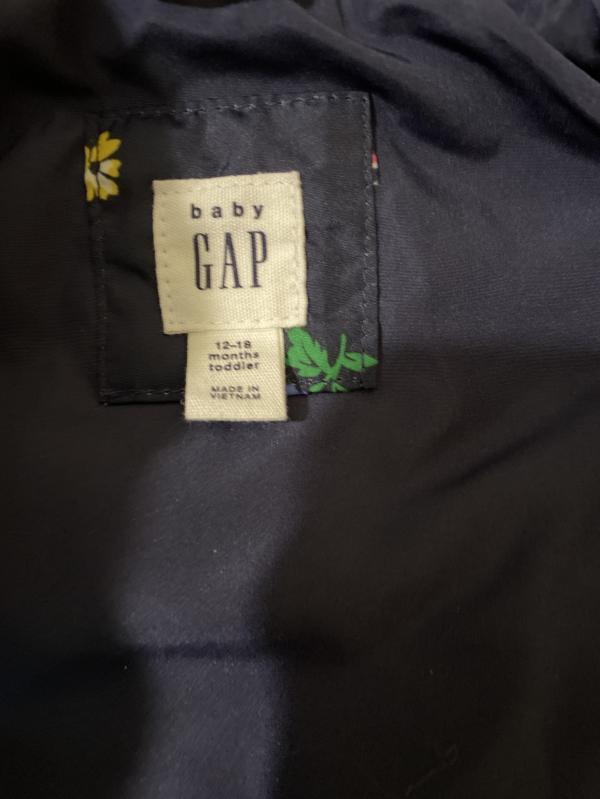 baby
GAP
12–18
months
toddler
MADE IN
VIETNAM